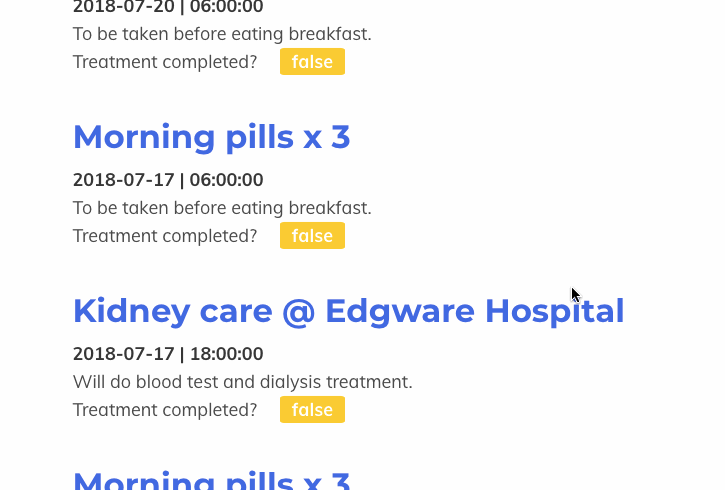 2018-07-20 | 06:00:00
To be taken before eating breakfast.
Treatment completed? false
Morning pills x 3
2018-07-17 | 06:00:00
To be taken before eating breakfast.
Treatment completed? false
Kidney care @ Edgware Hospital
2018-07-17 | 18:00:00
Will do blood test and dialysis treatment.
Treatment completed? false
Morning pills x 3